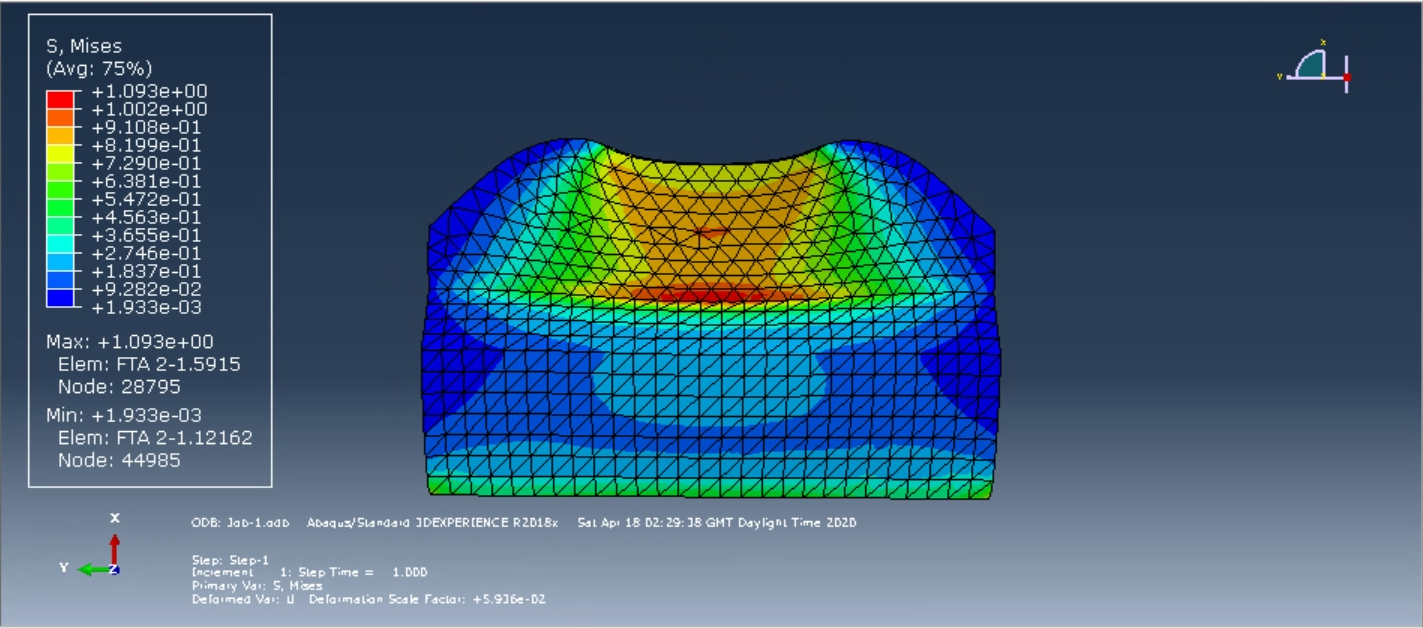 S, Mises
(Avg: 75%)
+1.093e+00
+1.002e+00
+9.108e-01
+8.199e-01
+7.290e-01
+6.381e-01
+5.472e-01
+4.563e-01
+3.655e-01
+2.746e-01
+1.837e-01
+9.282e-02
+1.933e-03
Max: +1.093e+00
Elem: FTA 2-1.5915
Node: 28795
Min: +1.933e-03
Elem: FTA 2-1.12162
Node: 44985
X
Y
X
Y
Z
ODB: Job-1.odb Abaqus/Standard 3DEXPERIENCE R2018x Sat Apr 18 02:29:38 GMT Daylight Time 2020
Step: Step-1
Increment 1: Step Time = 1.000
Primary Var: S, Mises
Deformed Var: U Deformation Scale Factor: +5.936e-02